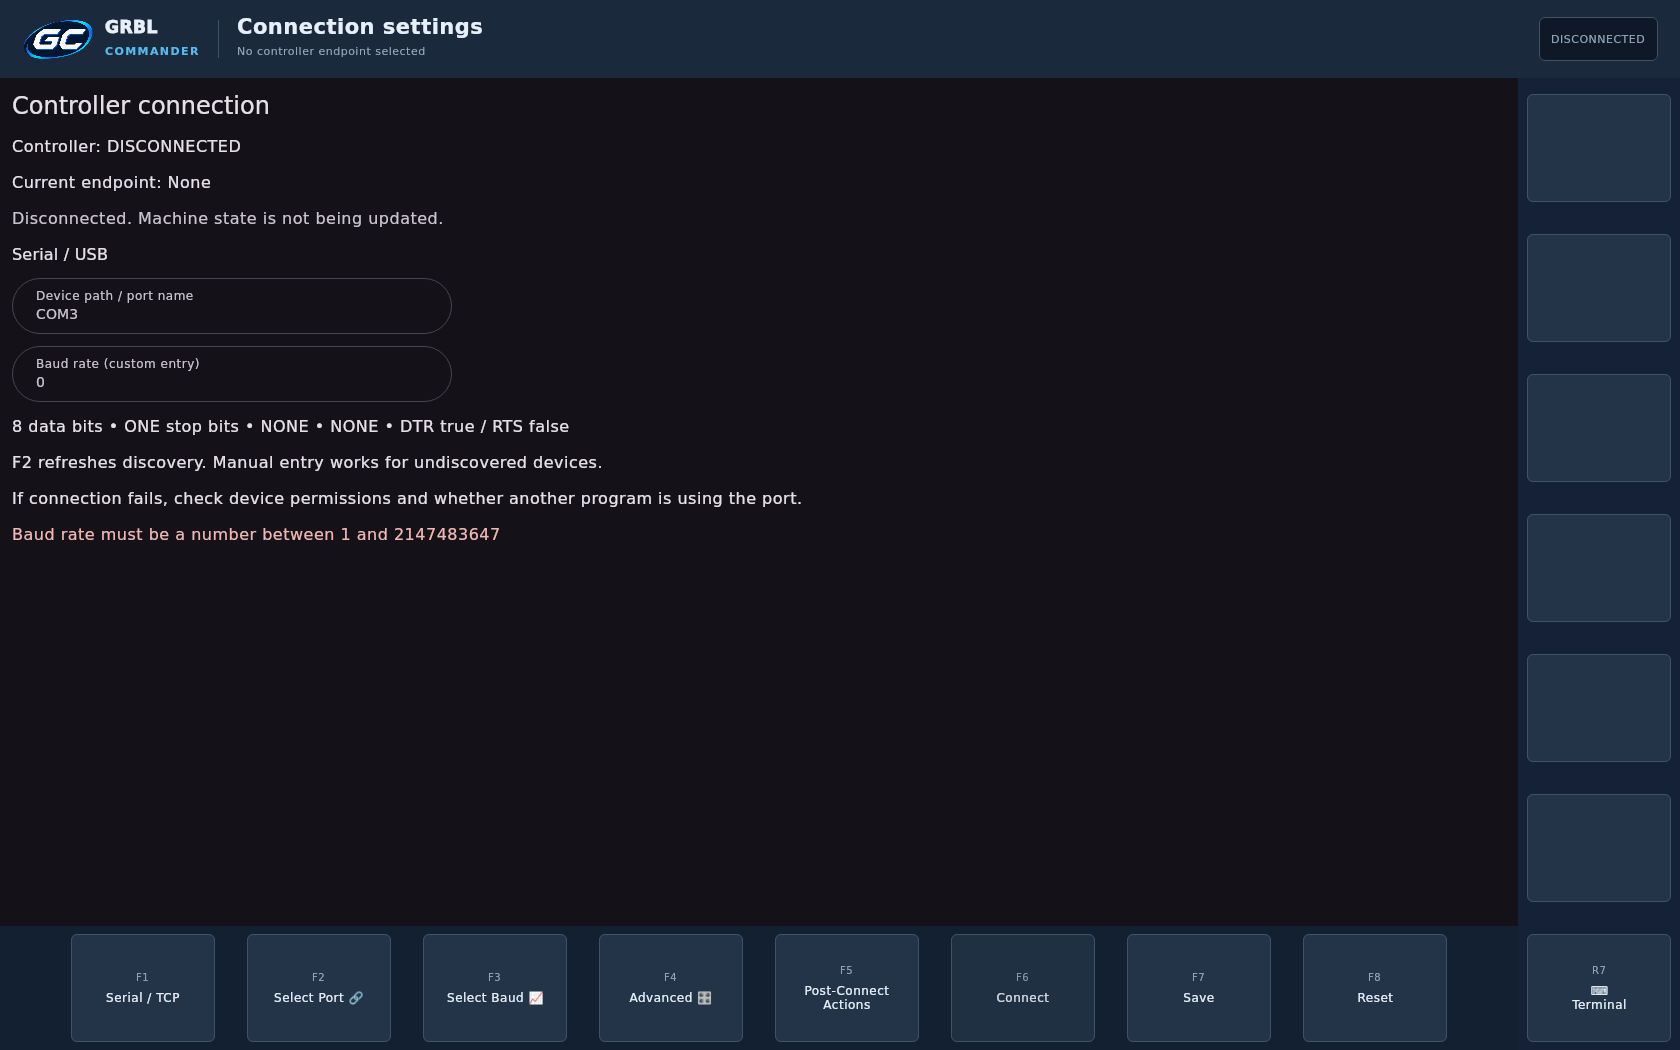 GC
GRBL
COMMANDER
Connection settings
No controller endpoint selected
DISCONNECTED
Controller connection
Controller: DISCONNECTED
Current endpoint: None
Disconnected. Machine state is not being updated.
Serial / USB
Device path / port name
COM3
Baud rate (custom entry)
0
8 data bits • ONE stop bits • NONE • NONE • DTR true / RTS false
F2 refreshes discovery. Manual entry works for undiscovered devices.
If connection fails, check device permissions and whether another program is using the port.
Baud rate must be a number between 1 and 2147483647
F1
Serial / TCP
F2
Select Port 🔗
F3
Select Baud 📈
F4
Advanced 🎛
F5
Post-Connect
Actions
F6
Connect
F7
Save
F8
Reset
R7
⌨
Terminal